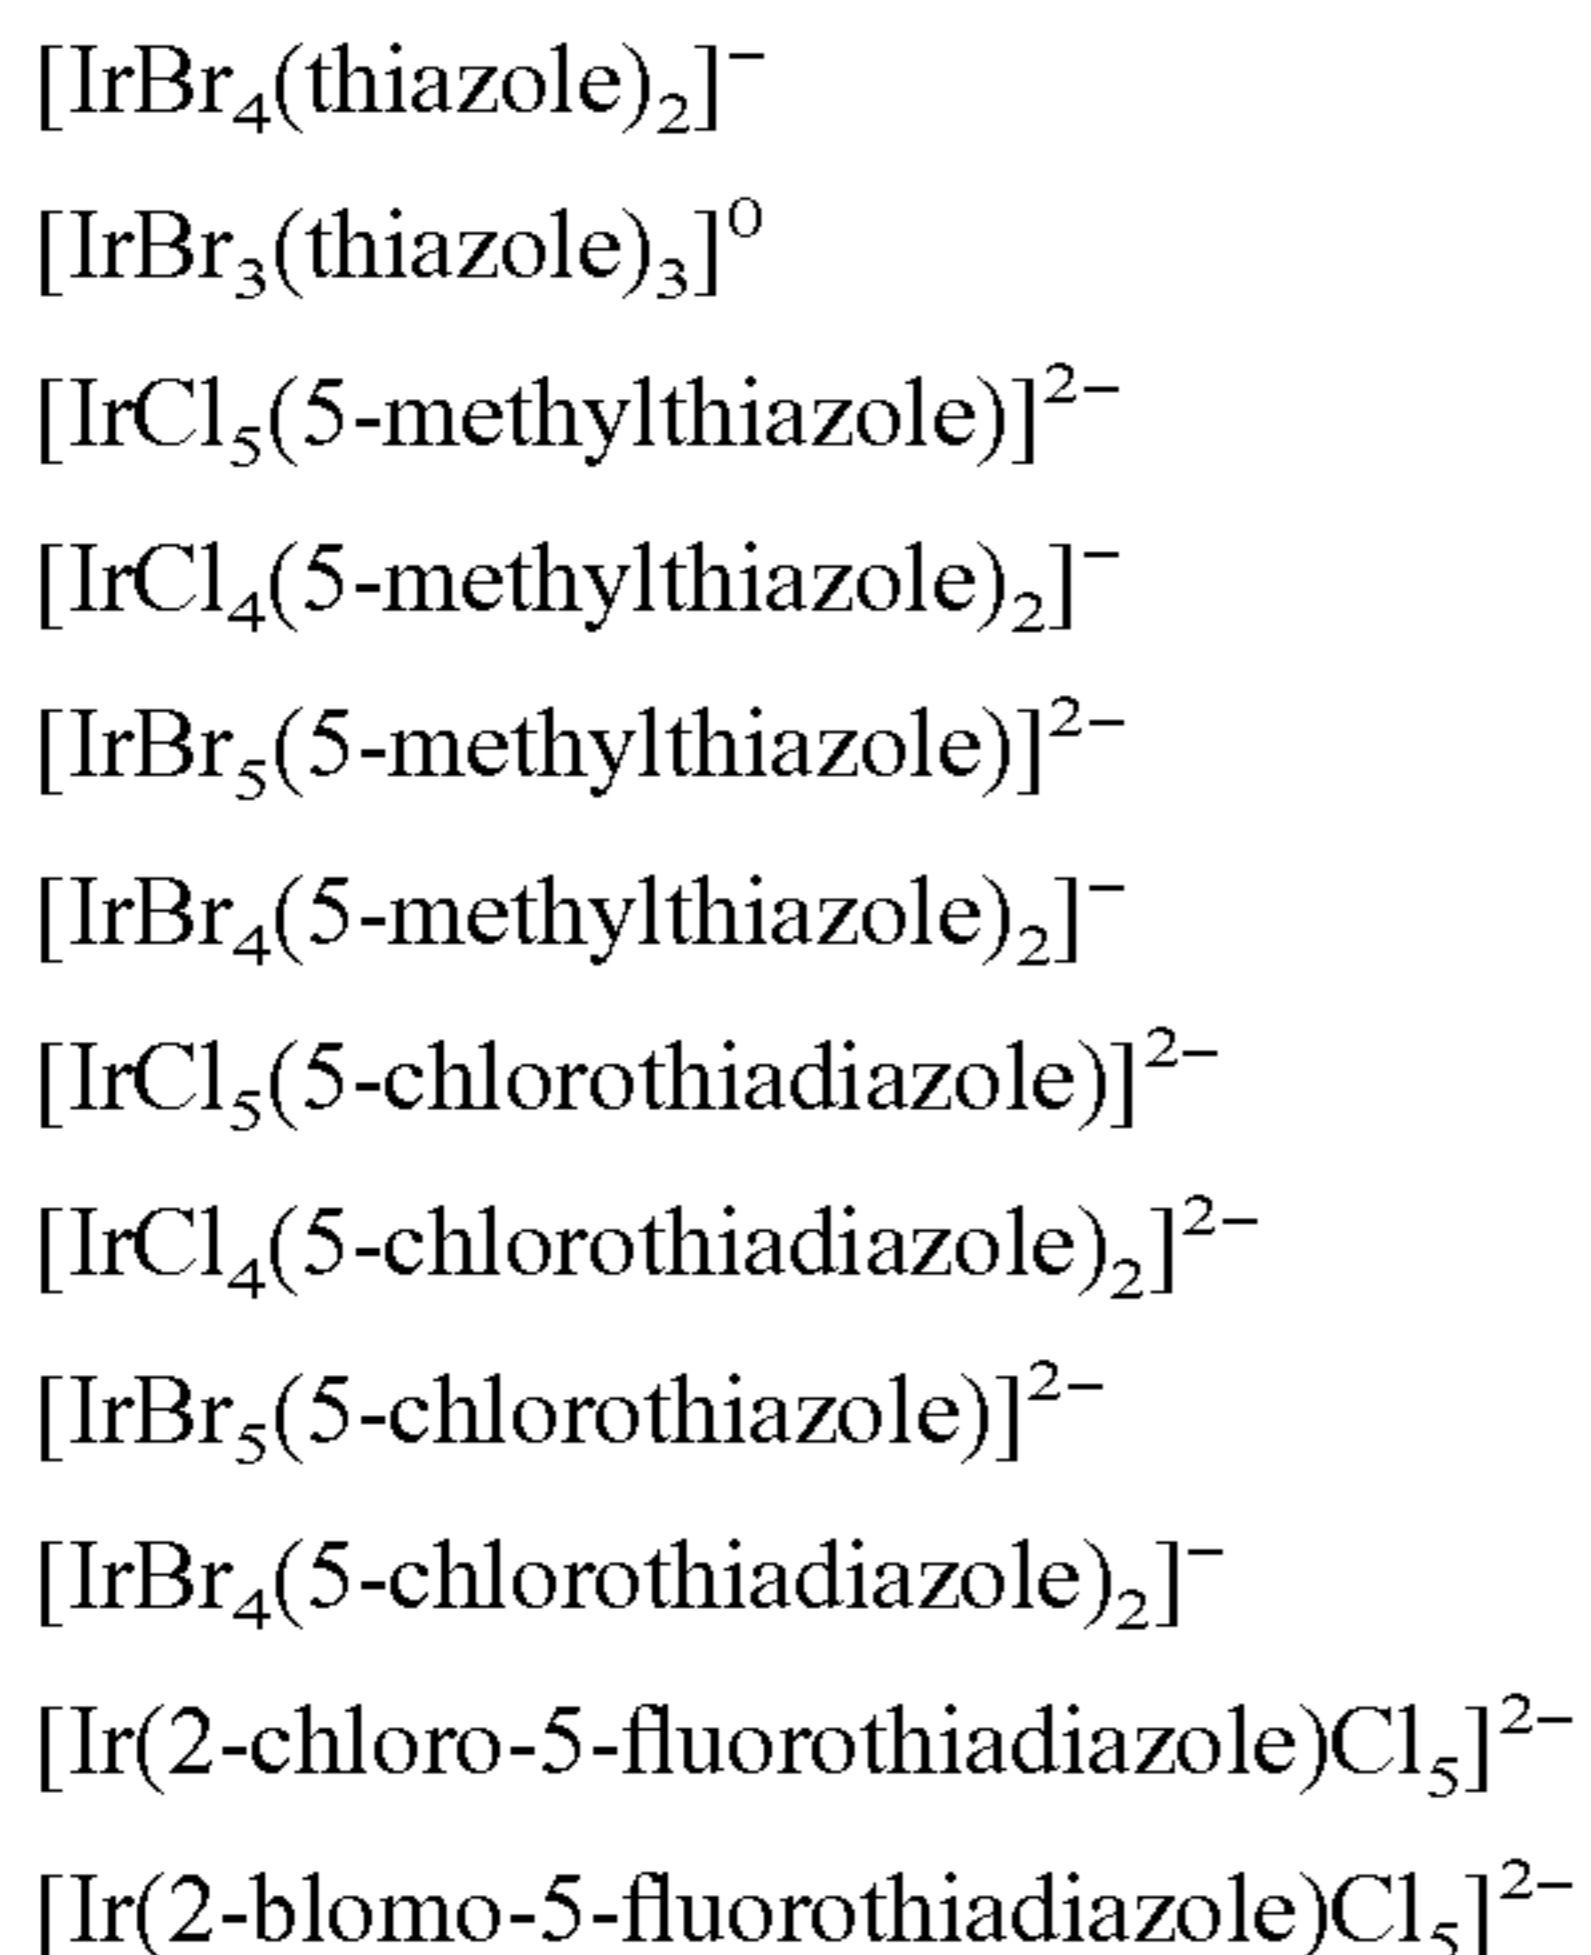 [IrBr₄(thiazole)₂]⁻
[IrBr₃(thiazole)₃]⁰
[IrCl₅(5-methylthiazole)]²⁻
[IrCl₄(5-methylthiazole)₂]⁻
[IrBr₅(5-methylthiazole)]²⁻
[IrBr₄(5-methylthiazole)₂]⁻
[IrCl₅(5-chlorothiadiazole)]²⁻
[IrCl₄(5-chlorothiadiazole)₂]²⁻
[IrBr₅(5-chlorothiazole)]²⁻
[IrBr₄(5-chlorothiadiazole)₂]⁻
[Ir(2-chloro-5-fluorothiadiazole)Cl₅]²⁻
[Ir(2-blomo-5-fluorothiadiazole)Cl₅]²⁻